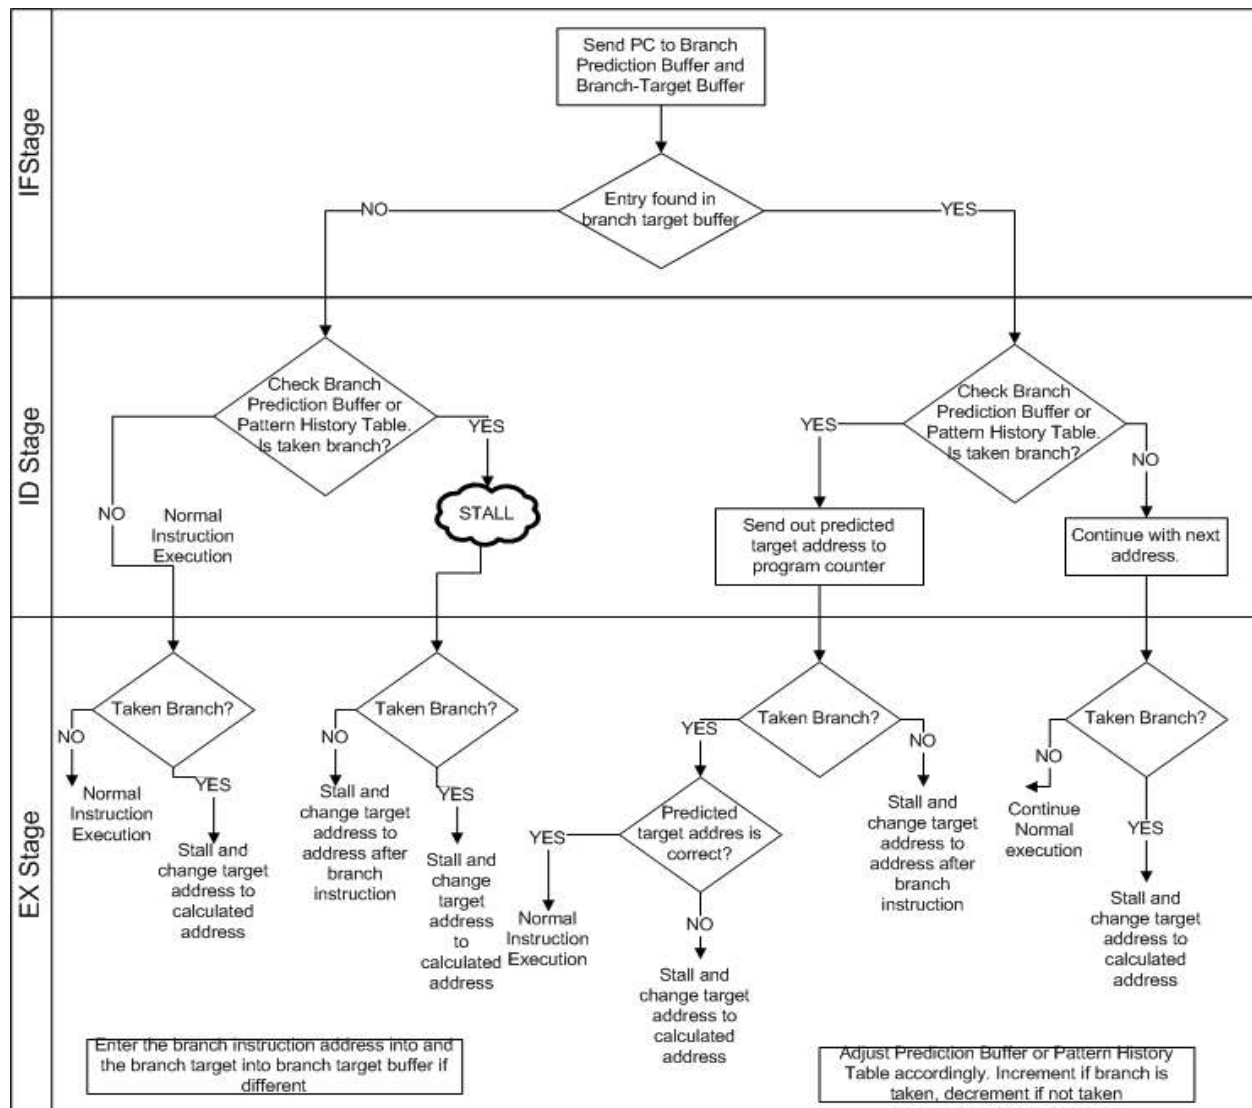 IFStage
Send PC to Branch
Prediction Buffer and
Branch-Target Buffer
Entry found in
branch target buffer
NO
YES
ID Stage
Check Branch
Prediction Buffer or
Pattern History Table.
Is taken branch?
YES
NO
Normal
Instruction
Execution
STALL
Check Branch
Prediction Buffer or
Pattern History Table.
Is taken branch?
YES
NO
Send out predicted
target address to
program counter
Continue with next
address.
EX Stage
Taken Branch?
NO
Normal
Instruction
Execution
YES
Stall and
change target
address to
calculated
address
Taken Branch?
NO
Stall and
change target
address to
address after
branch
instruction
YES
Stall and
change
target
address
to
calculated
address
Taken Branch?
YES
Predicted
target addres is
correct?
YES
Normal
Instruction
Execution
NO
Stall and
change target
address to
calculated
address
NO
Stall and
change target
address to
address after
branch
instruction
Taken Branch?
NO
Continue
Normal
execution
YES
Stall and
change target
address to
calculated
address
Enter the branch instruction address into and
the branch target into branch target buffer if
different
Adjust Prediction Buffer or Pattern History
Table accordingly. Increment if branch is
taken, decrement if not taken